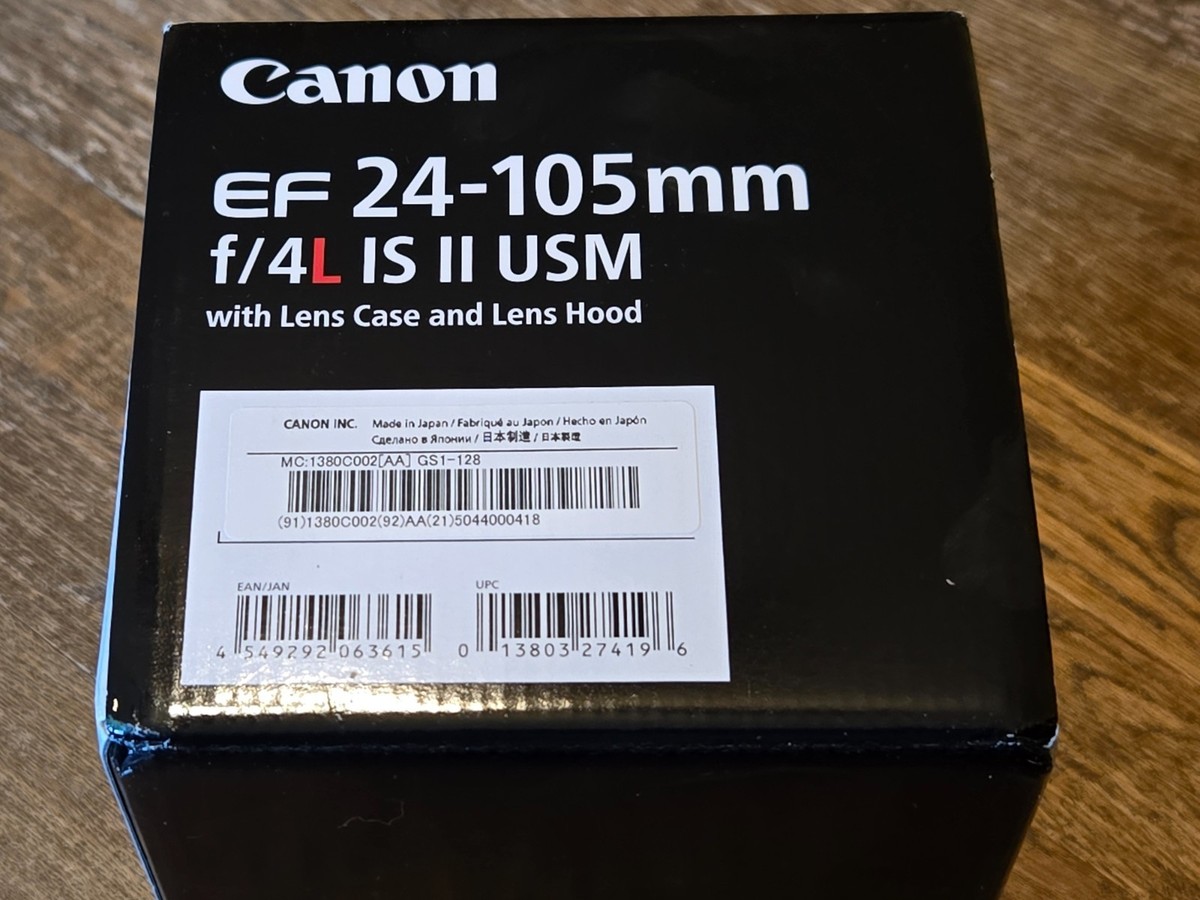 Canon
EF 24-105mm
f/4L IS II USM
with Lens Case and Lens Hood
CANON INC. Made in Japan / Fabriqué au Japon / Hecho en Japón
Сделано в Японии / 日本制造 / 日本製造
MC:1380C002[AA] GS1-128
(91)1380C002(92)AA(21)5044000418
EAN/JAN UPC
4 549292 063615 0 13803 27419 6